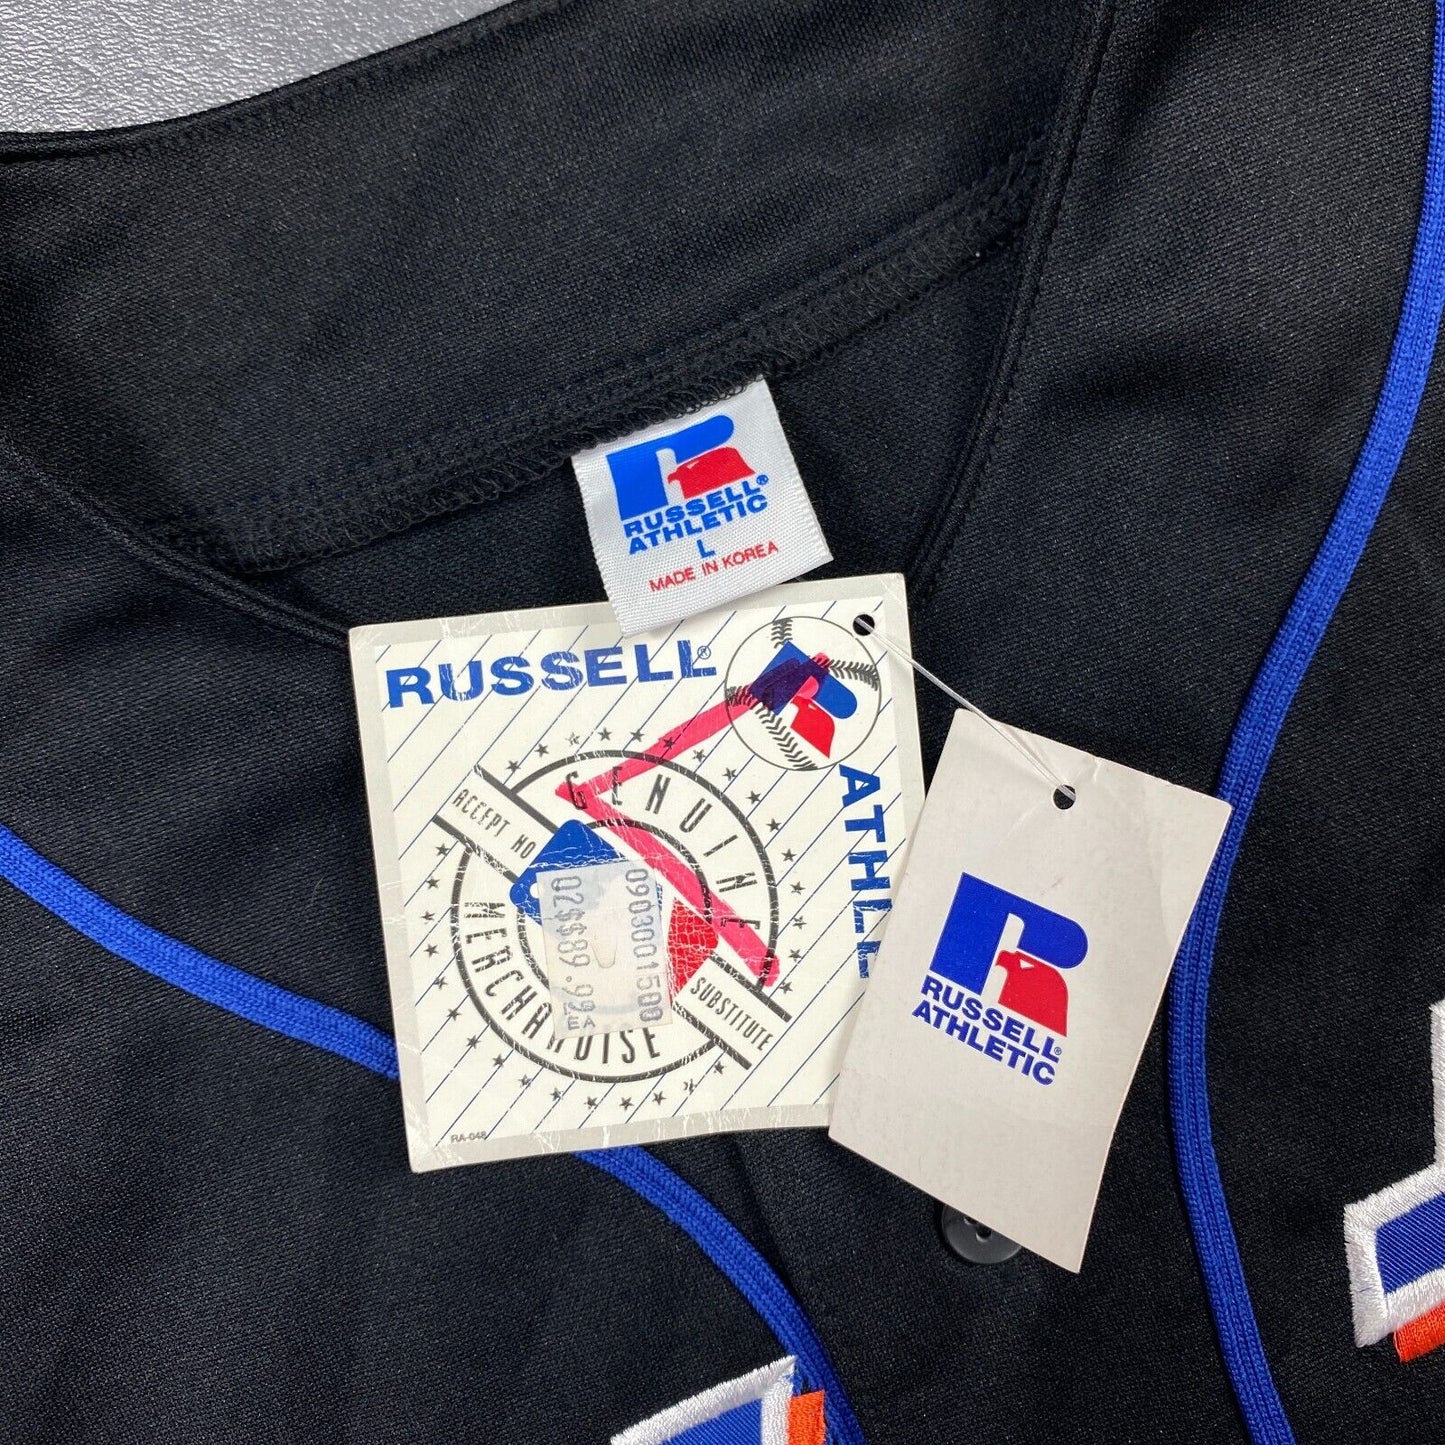 RUSSELL®
ATHLETIC
L
MADE IN KOREA
RUSSELL®
ATHL
GENUINE
ACCEPT NO
MERCHANDISE
SUBSTITUTE
0903001500
02$$89.99
RA-048
RUSSELL
ATHLETIC®